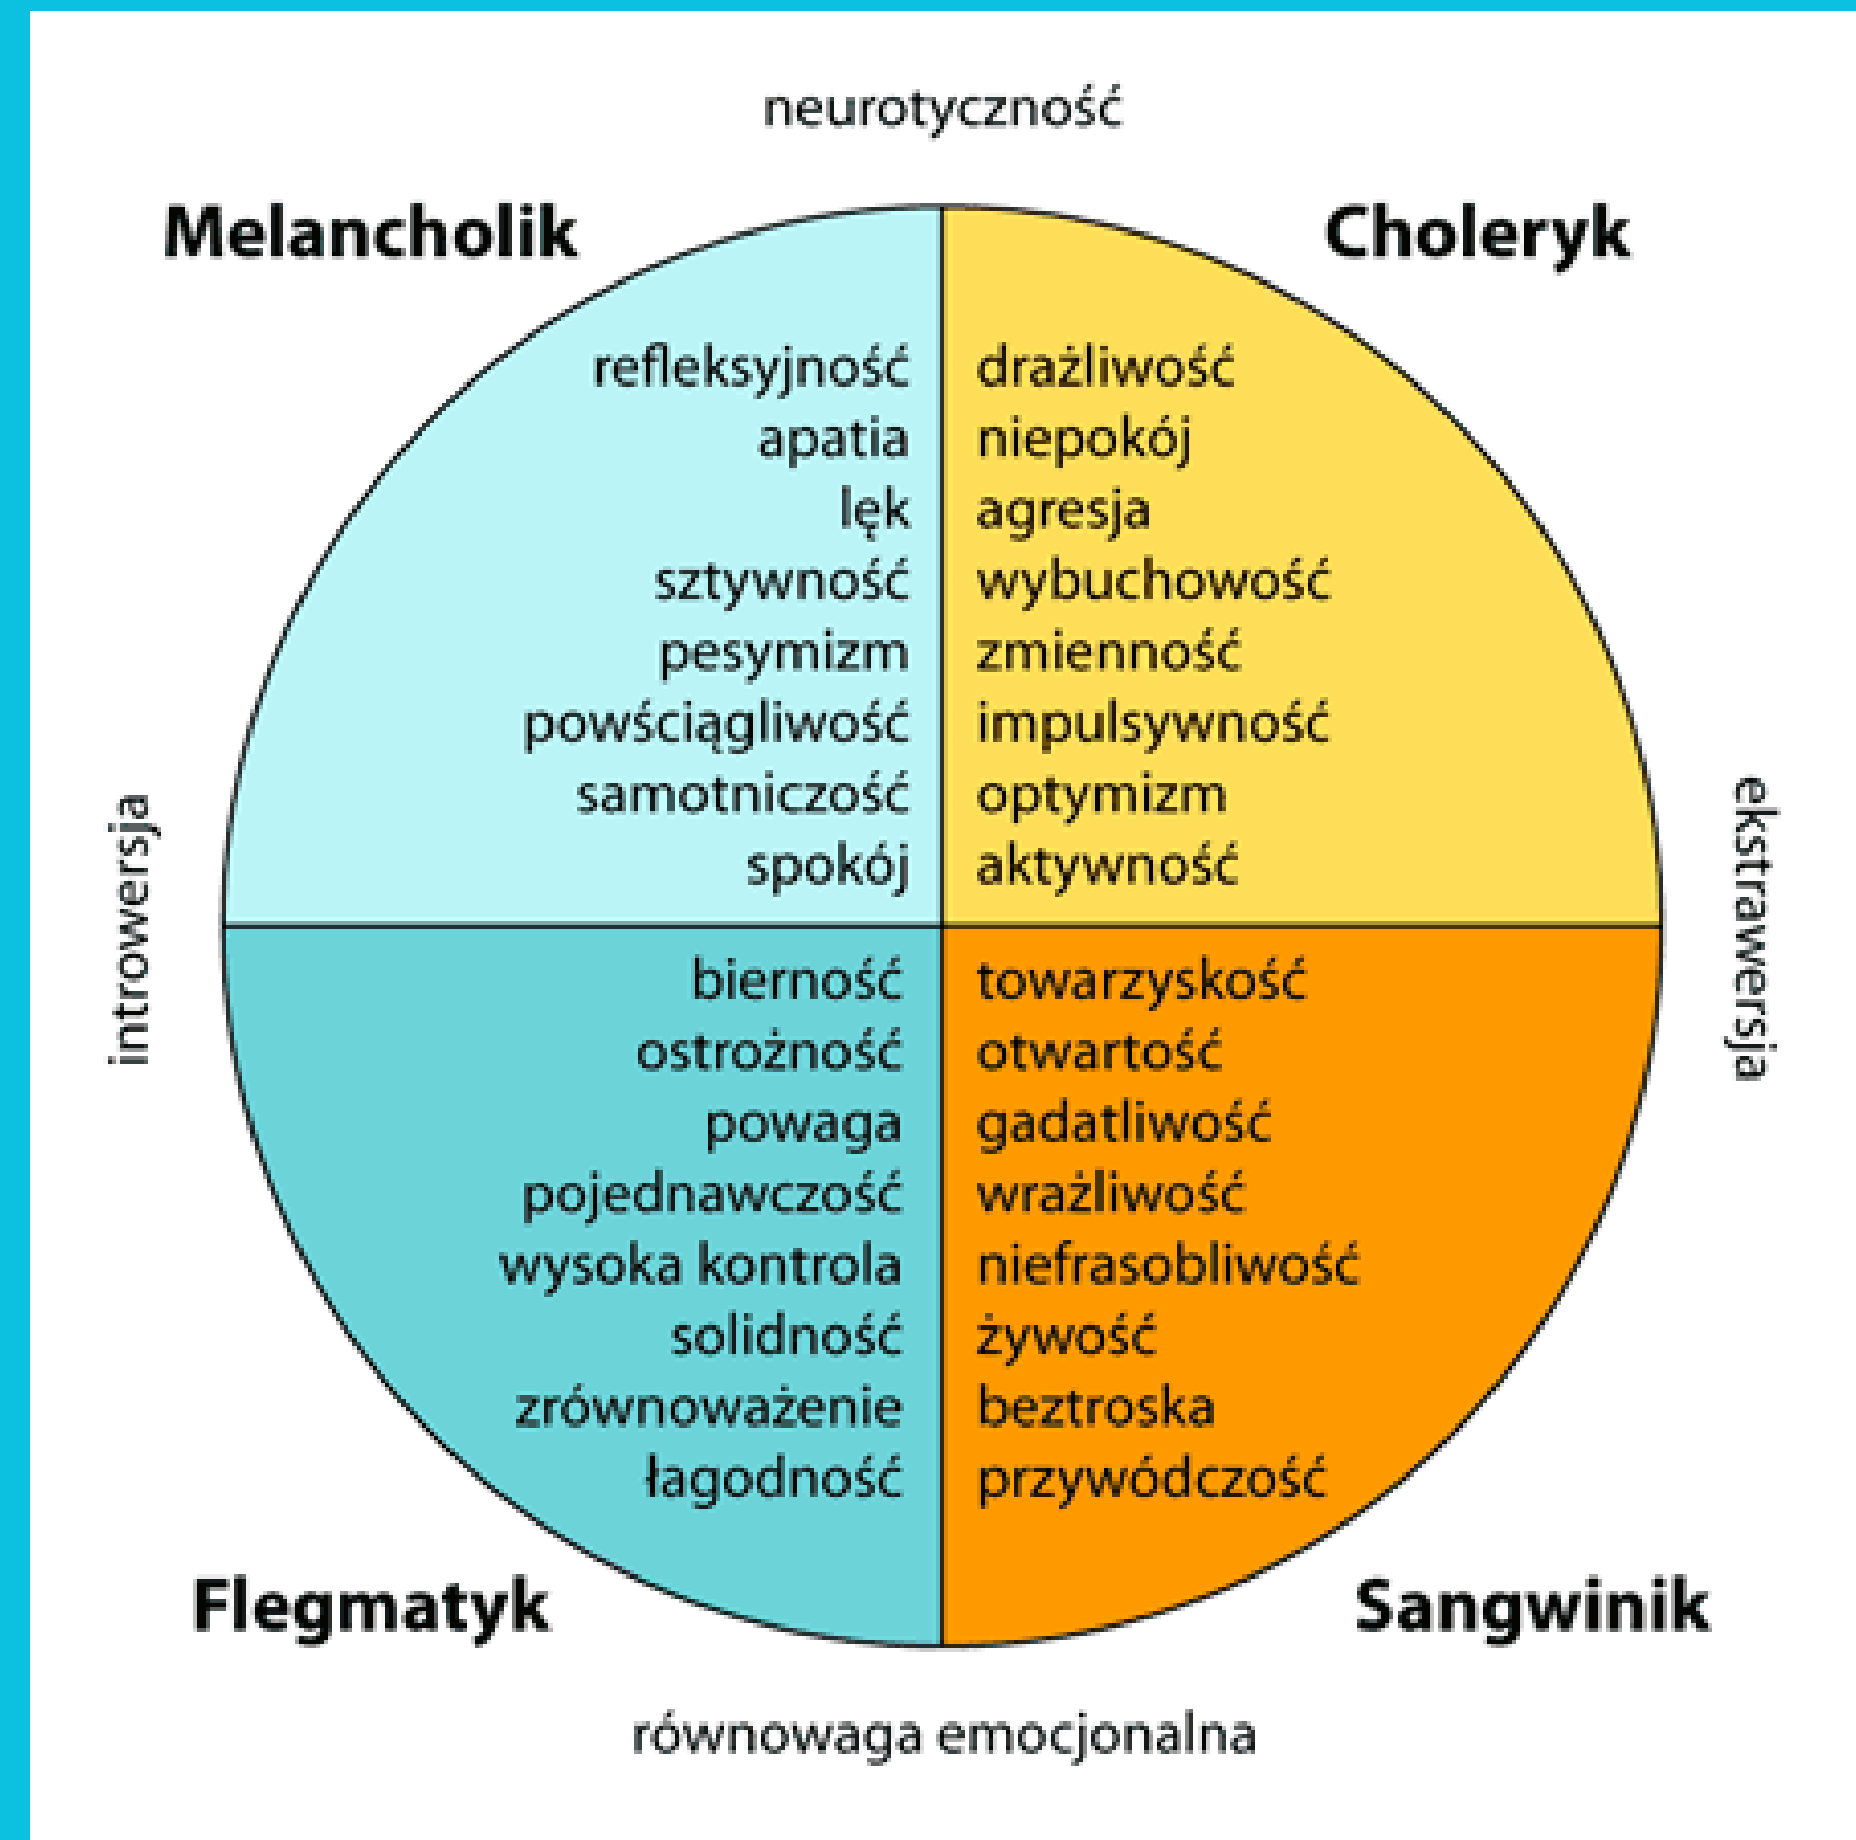 neurotyczność
Melancholik
Choleryk
refleksyjność
apatia
lęk
sztywność
pesymizm
powściągliwość
samotniczość
spokój
drażliwość
niepokój
agresja
wybuchowość
zmienność
impulsywność
optymizm
aktywność
introwersja
ekstrawersja
bierność
ostrożność
powaga
pojednawczość
wysoka kontrola
solidność
zrównoważenie
łagodność
towarzyskość
otwartość
gadatliwość
wrażliwość
niefrasobliwość
żywość
beztroska
przywódczość
Flegmatyk
Sangwinik
równowaga emocjonalna